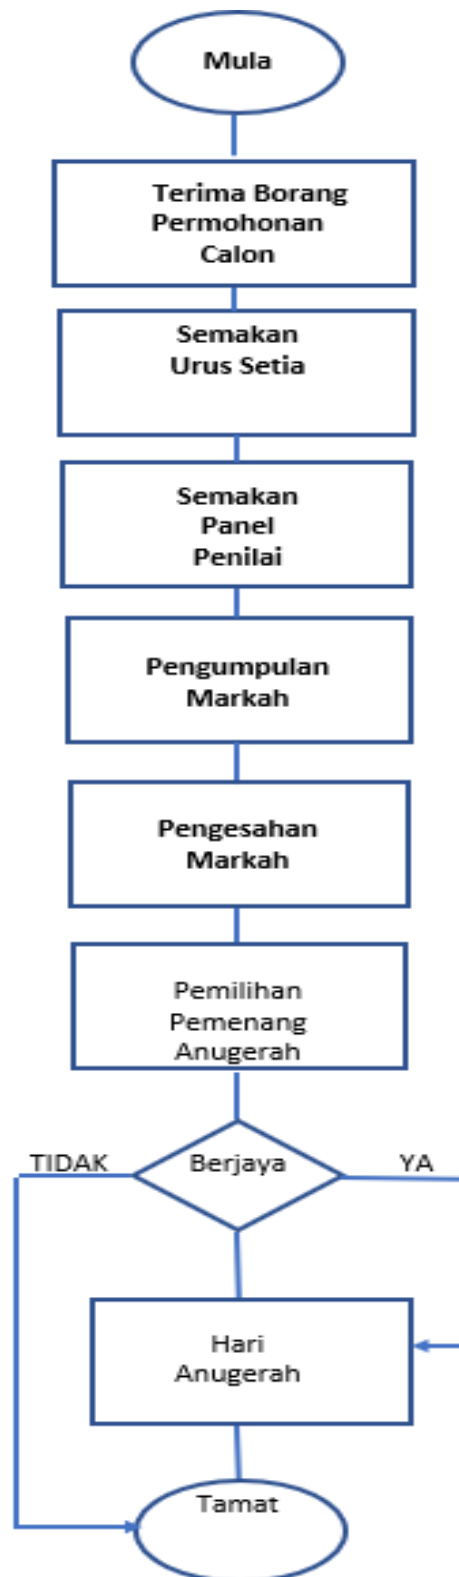 Mula
Terima Borang
Permohonan
Calon
Semakan
Urus Setia
Semakan
Panel
Penilai
Pengumpulan
Markah
Pengesahan
Markah
Pemilihan
Pemenang
Anugerah
TIDAK
Berjaya
YA
Hari
Anugerah
Tamat